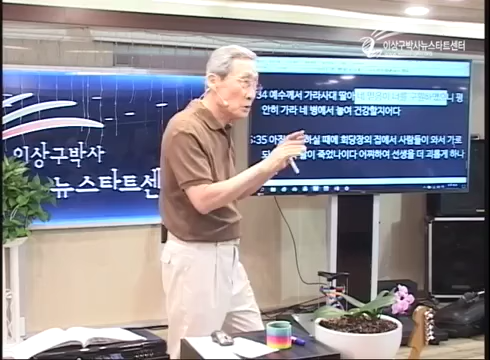 이상구박사뉴스타트센터
34 예수께서 가라사대 딸아
안히 가라 네 병에서 놓여 건강할지어다
:35 아직 하실 때에 회당장의 집에서 사람들이 와서 가로
죽었나이다 어찌하여 선생을 더 괴롭게 하나
이상구박사
뉴스타트센